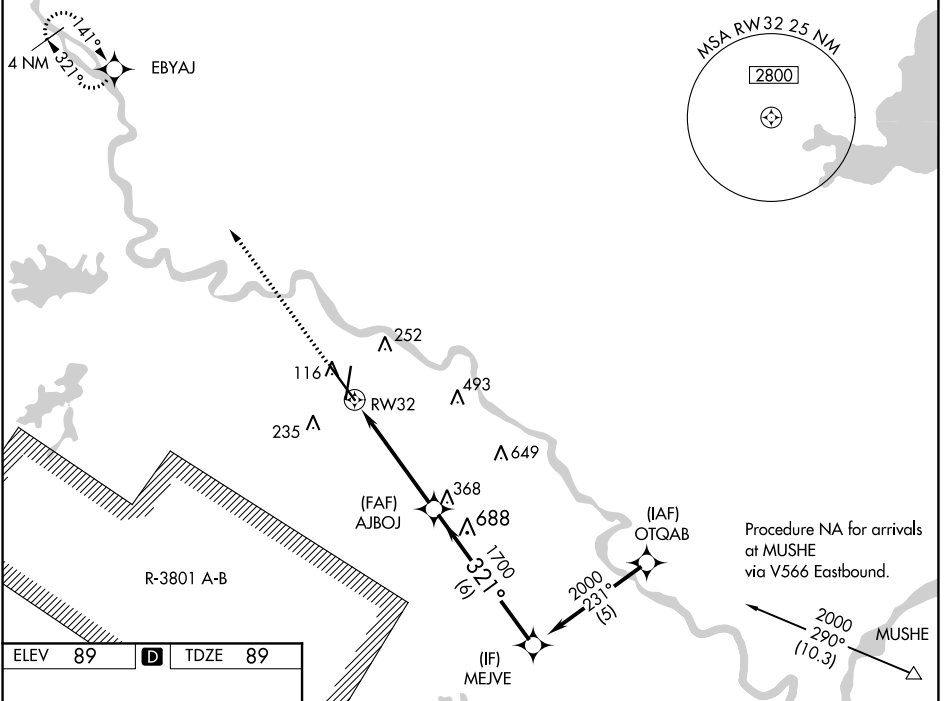 MSA RW32 25 NM
2800
141°
321°
4 NM
EBYAJ
252
116
493
RW32
235
649
(FAF)
AJBOJ
368
688
(IAF)
OTQAB
Procedure NA for arrivals
at MUSHE
via V566 Eastbound.
1700
321°
(6)
2000
231°
(5)
R-3801 A-B
2000
290°
(10.3)
MUSHE
(IF)
MEJVE
ELEV 89 D TDZE 89